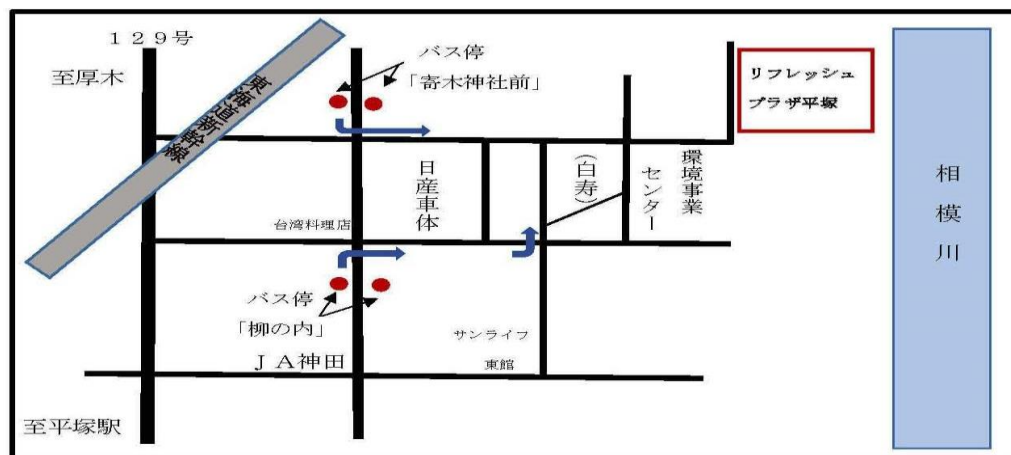 １２９号
至厚木
東海道新幹線
バス停
「寄木神社前」
リフレッシュ
プラザ平塚
日産車体
（白寿）
環境事業
センター
相模川
台湾料理店
バス停
「柳の内」
サンライフ
東館
ＪＡ神田
至平塚駅